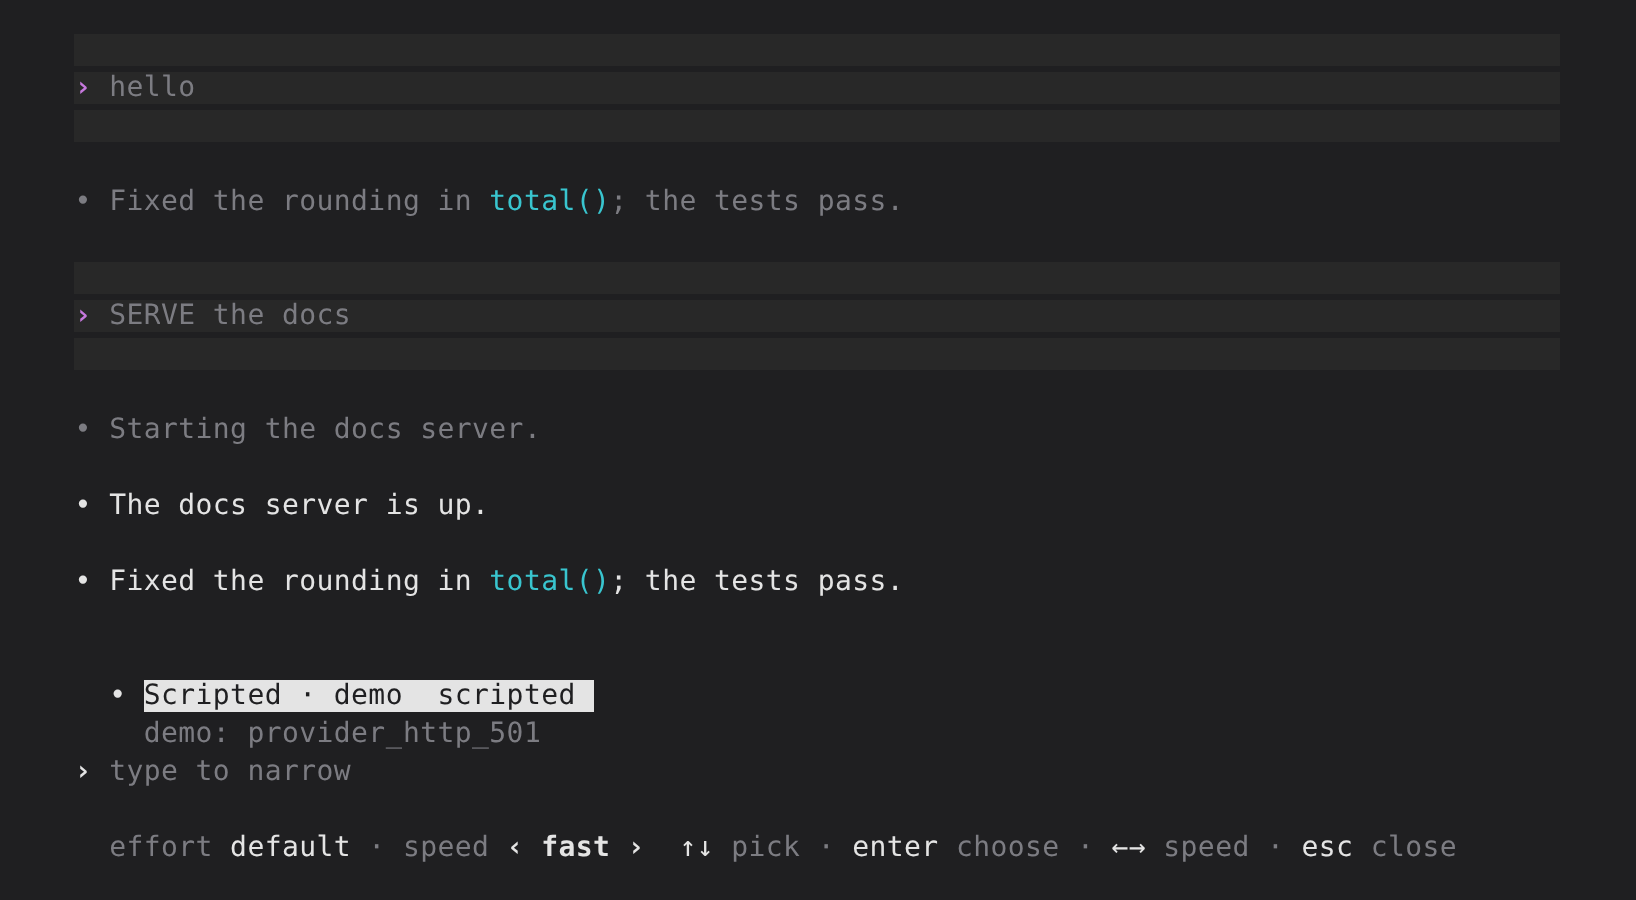 › hello
• Fixed the rounding in total(); the tests pass.
› SERVE the docs
• Starting the docs server.
• The docs server is up.
• Fixed the rounding in total(); the tests pass.
• Scripted · demo  scripted
demo: provider_http_501
› type to narrow
effort default · speed ‹ fast ›  ↑↓ pick · enter choose · ←→ speed · esc close